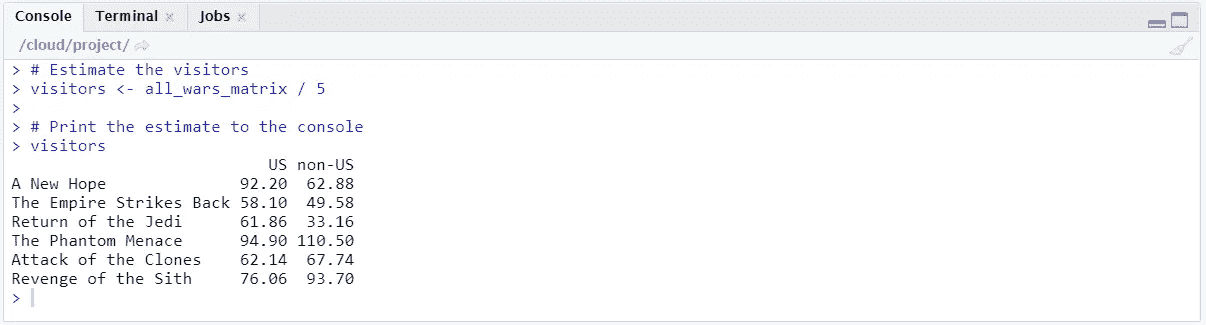 Console Terminal × Jobs ×
/cloud/project/
> # Estimate the visitors
> visitors <- all_wars_matrix / 5
>
> # Print the estimate to the console
> visitors
                           US non-US
A New Hope              92.20  62.88
The Empire Strikes Back 58.10  49.58
Return of the Jedi      61.86  33.16
The Phantom Menace      94.90 110.50
Attack of the Clones    62.14  67.74
Revenge of the Sith     76.06  93.70
>